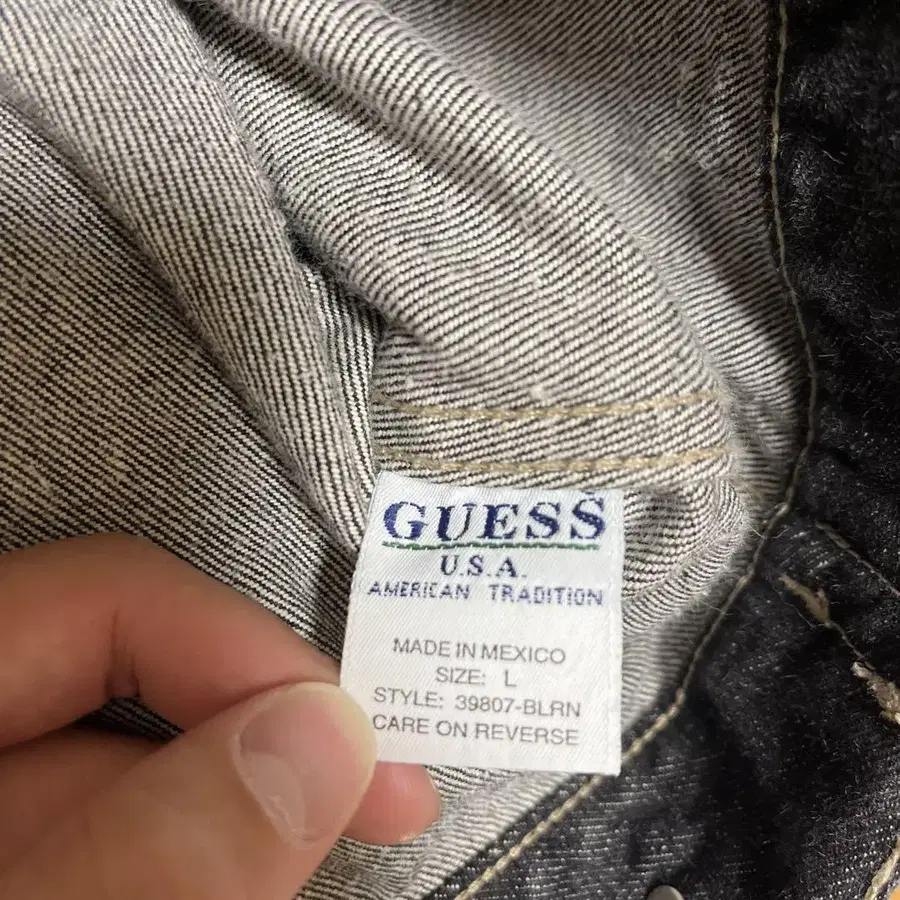 GUESS
U.S.A.
AMERICAN TRADITION
MADE IN MEXICO
SIZE: L
STYLE: 39807-BLRN
CARE ON REVERSE